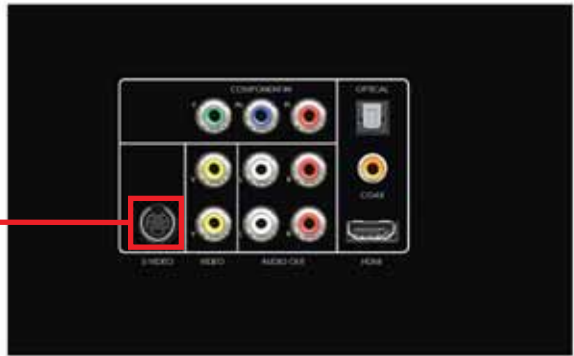 COMPONENT IN
OPTICAL
Y
COAX
S-VIDEO
VIDEO
AUDIO OUT
HDMI